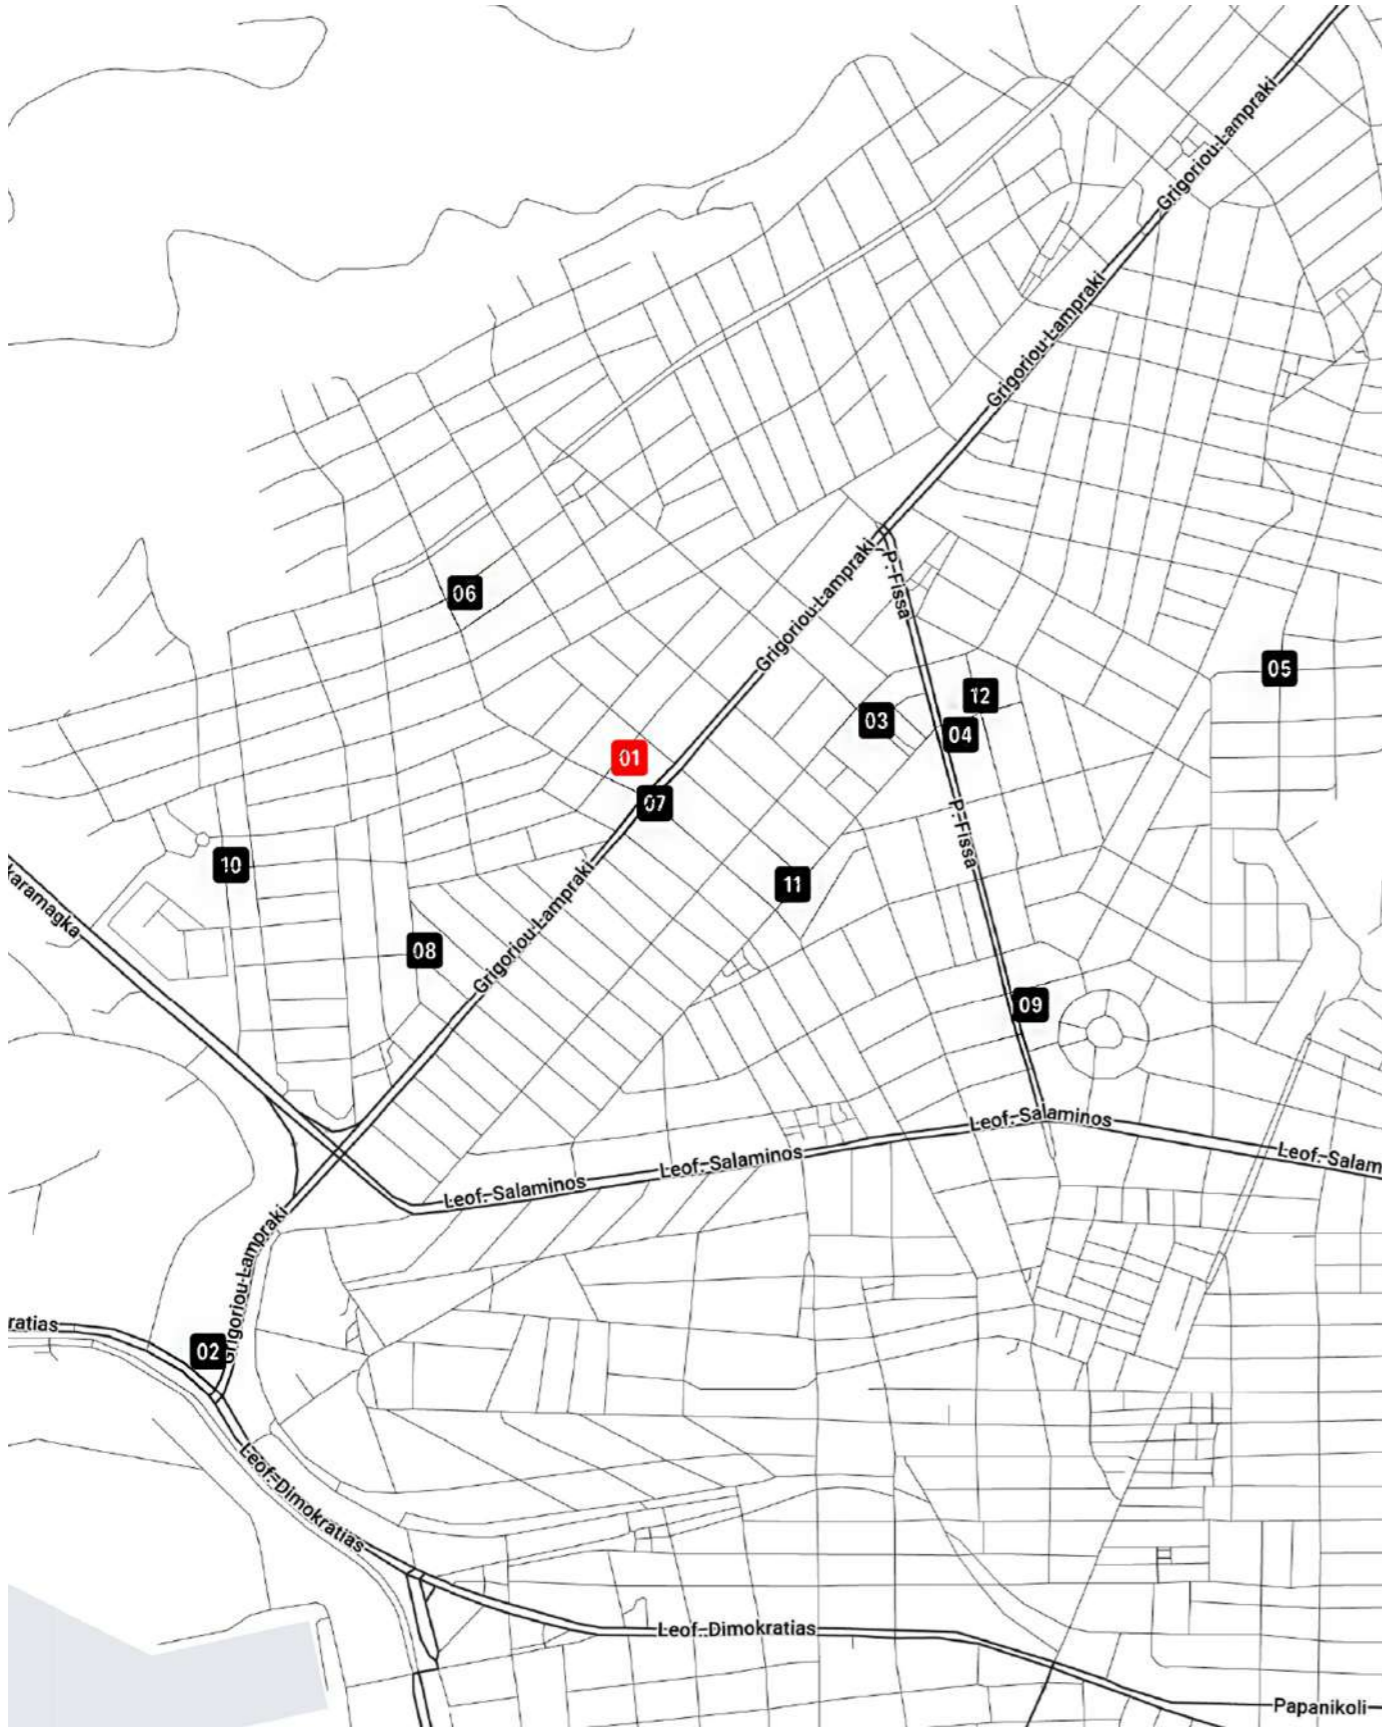 Grigoriou Lampraki
Grigoriou Lampraki
Grigoriou Lampraki
Grigoriou Lampraki
P. Fissa
06
05
12
03
04
01
07
P. Fissa
10
11
karamagka
08
Grigoriou Lampraki
09
Leof. Salaminos
Leof. Salaminos
Leof. Salam
Leof. Salaminos
Grigoriou Lampraki
ratias
02
Leof. Dimokratias
Leof. Dimokratias
Papanikoli